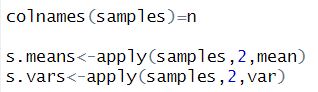 colnames(samples)=n
s.means<-apply(samples,2,mean)
s.vars<-apply(samples,2,var)